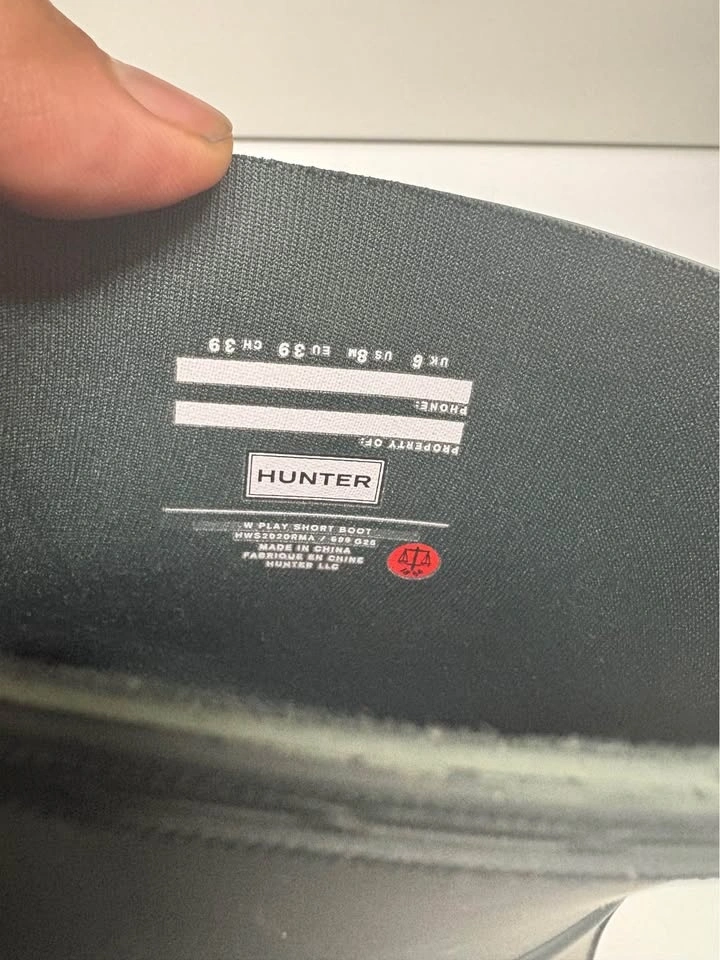 UK 6 US 8M EU 39 CH 39
PHONE:
PROPERTY OF:
HUNTER
W PLAY SHORT BOOT
HWS2020RMA /
MADE IN CHINA
FABRIQUE EN CHINE
HUNTER LLC